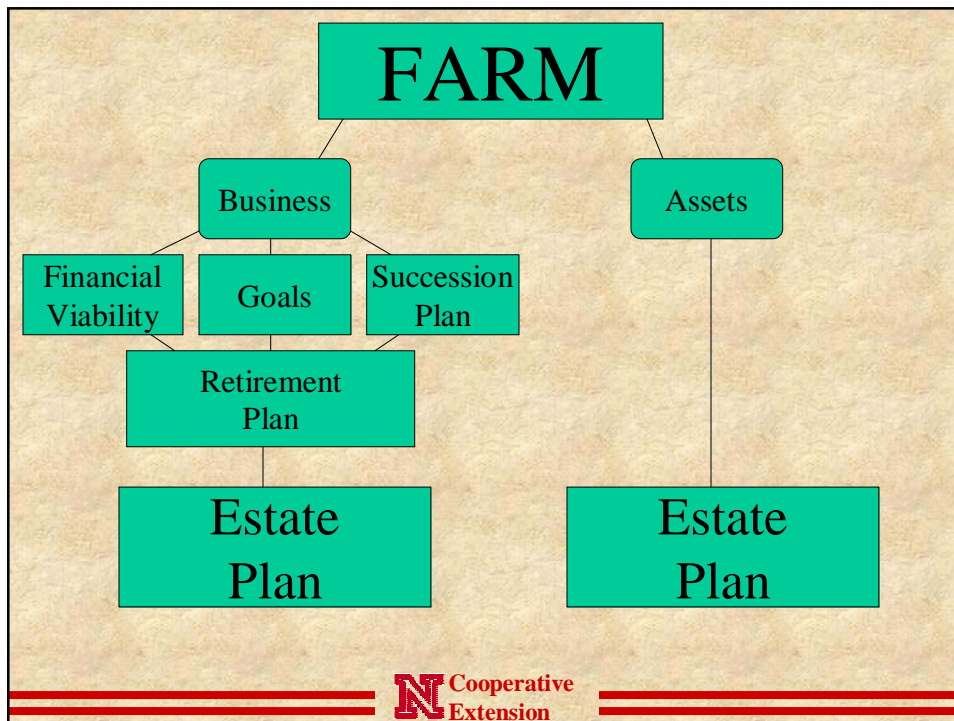 FARM
Business
Assets
Financial
Viability
Goals
Succession
Plan
Retirement
Plan
Estate
Plan
Estate
Plan
N Cooperative
Extension